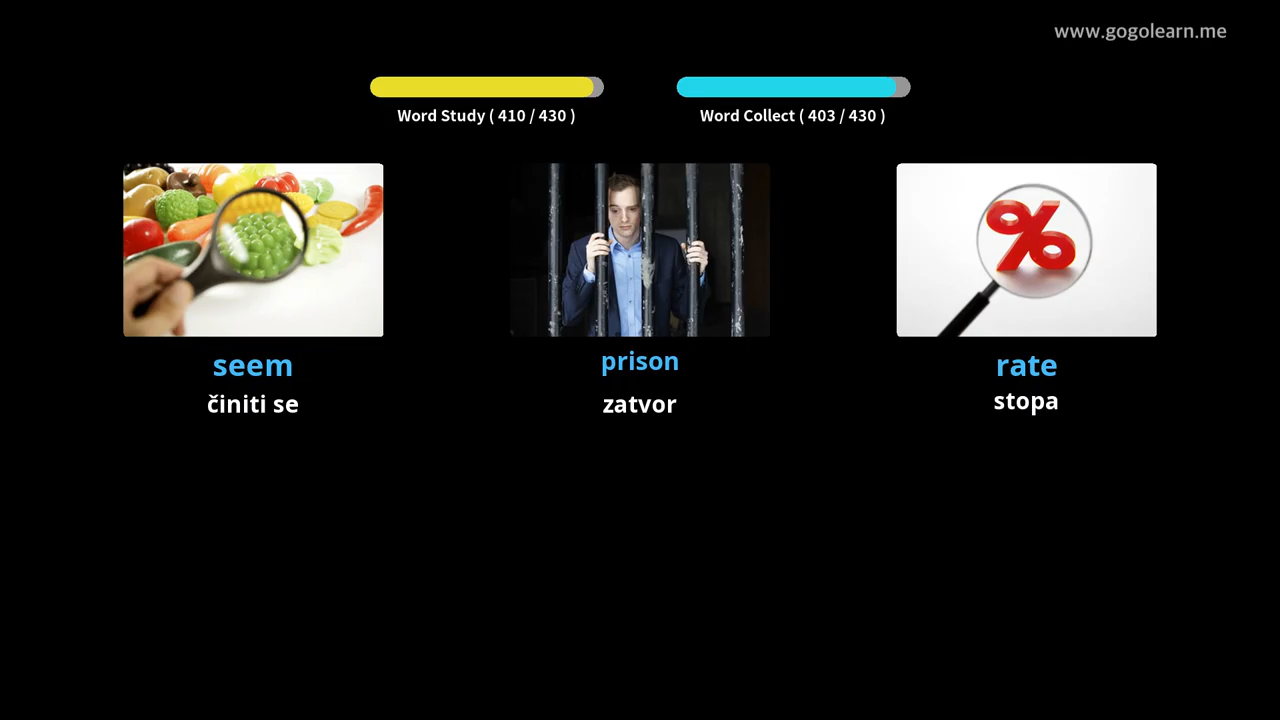 www.gogolearn.me
Word Study ( 410 / 430 )
Word Collect ( 403 / 430 )
seem
činiti se
prison
zatvor
rate
stopa